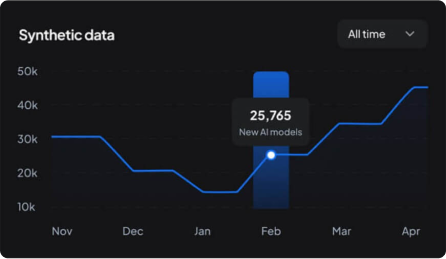 Synthetic data
All time
50k
40k
25,765
New AI models
30k
20k
10k
Nov Dec Jan Feb Mar Apr